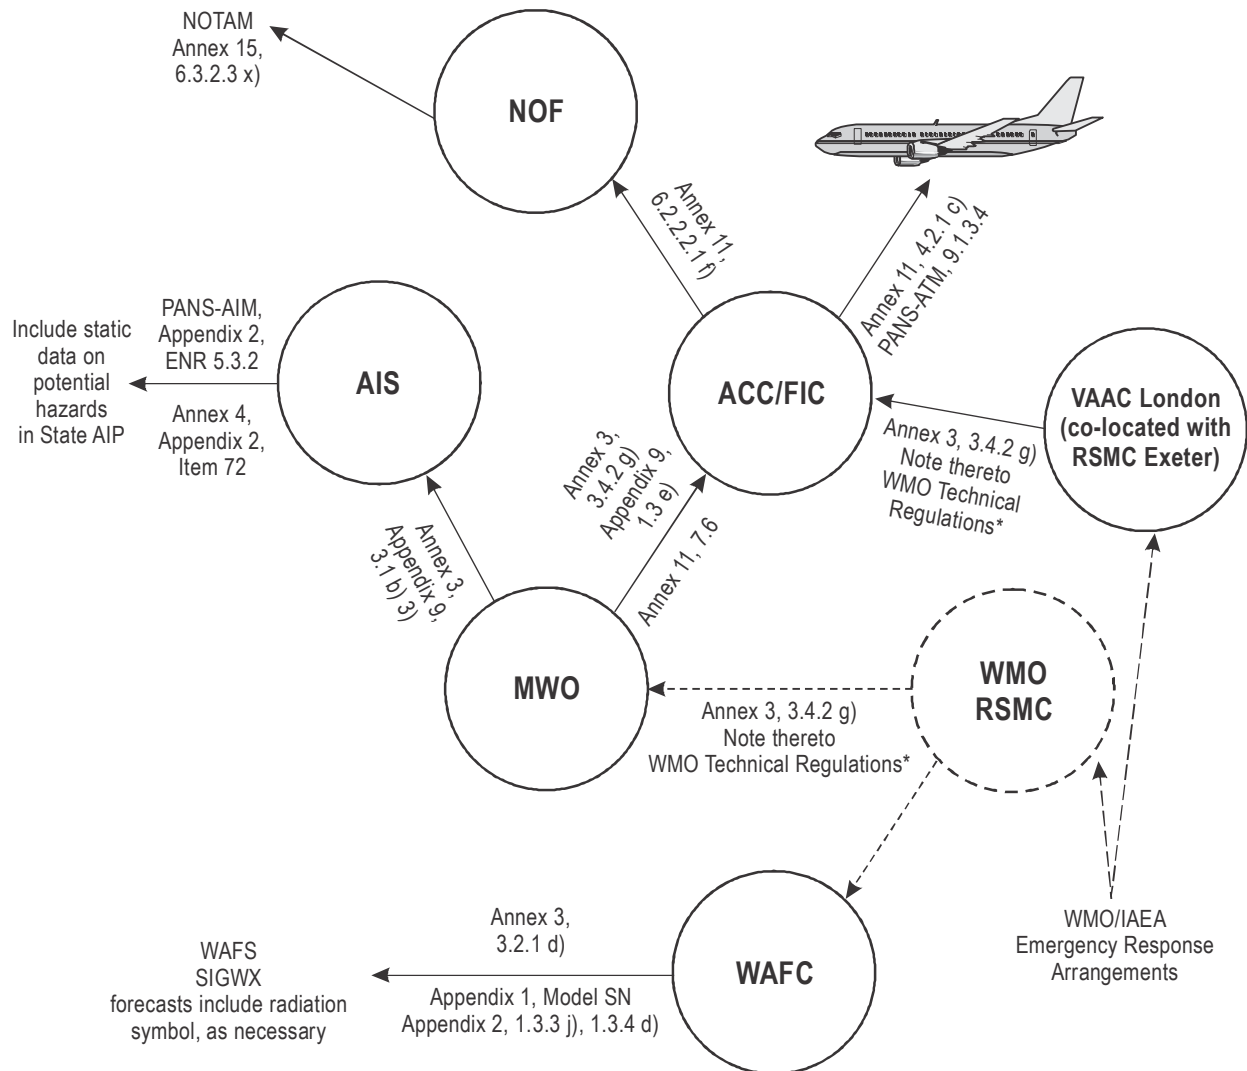 NOTAM
Annex 15,
6.3.2.3 x)
NOF
Annex 11,
6.2.2.2.1 f)
Annex 11, 4.2.1 c)
PANS-ATM, 9.1.3.4
Include static
data on
potential
hazards
in State AIP
PANS-AIM,
Appendix 2,
ENR 5.3.2
Annex 4,
Appendix 2,
Item 72
AIS
ACC/FIC
VAAC London
(co-located with
RSMC Exeter)
Annex 3, 3.4.2 g)
Note thereto
WMO Technical
Regulations*
Annex 3,
3.4.2 g)
Appendix 9,
1.3 e)
Annex 11, 7.6
Annex 3,
Appendix 9,
3.1 b) 3)
MWO
WMO
RSMC
Annex 3, 3.4.2 g)
Note thereto
WMO Technical Regulations*
WMO/IAEA
Emergency Response
Arrangements
WAFC
Annex 3,
3.2.1 d)
Appendix 1, Model SN
Appendix 2, 1.3.3 j), 1.3.4 d)
WAFS
SIGWX
forecasts include radiation
symbol, as necessary